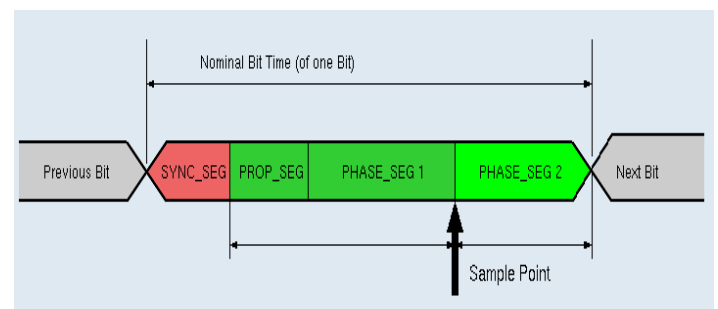 Nominal Bit Time (of one Bit)
Previous Bit
SYNC_SEG
PROP_SEG
PHASE_SEG 1
PHASE_SEG 2
Next Bit
Sample Point